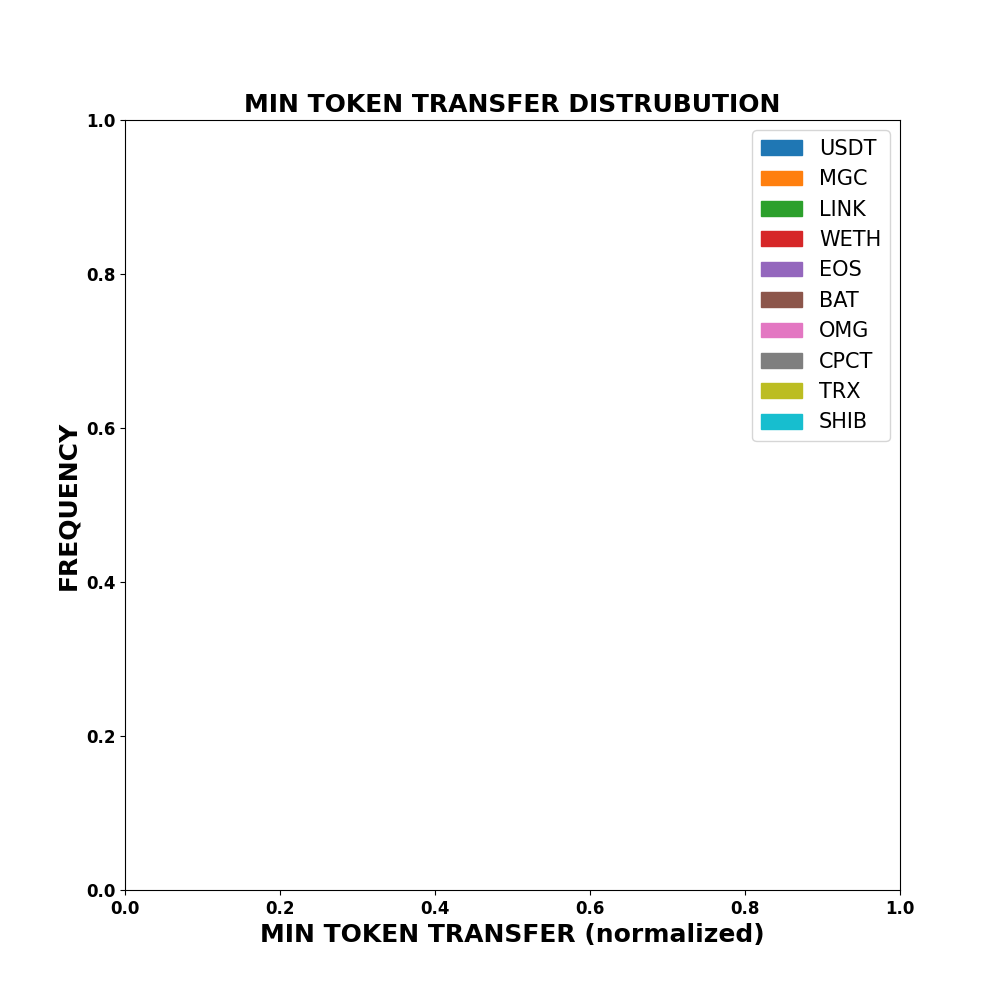 MIN TOKEN TRANSFER DISTRUBUTION
1.0
0.8
0.6
0.4
0.2
0.0
FREQUENCY
USDT
MGC
LINK
WETH
EOS
BAT
OMG
CPCT
TRX
SHIB
0.0 0.2 0.4 0.6 0.8 1.0
MIN TOKEN TRANSFER (normalized)